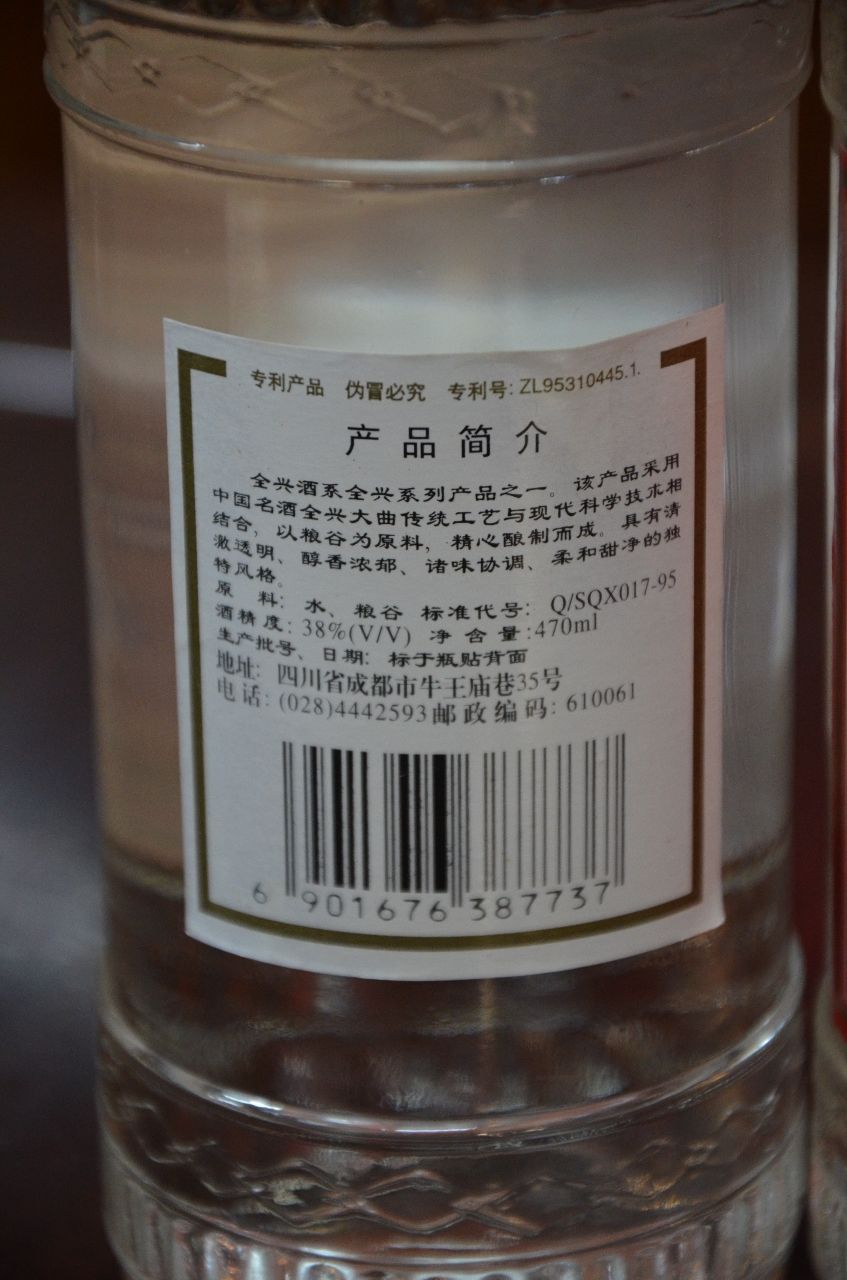 专利产品 伪冒必究 专利号: ZL95310445.1.
产品简介
全兴酒系全兴系列产品之一。该产品采用
中国名酒全兴大曲传统工艺与现代科学技术相
结合，以粮谷为原料，精心酿制而成。具有清
澈透明、醇香浓郁、诸味协调、柔和甜净的独
特风格。
原 料: 水、粮谷 标准代号: Q/SQX017-95
酒精度: 38%(V/V) 净含量:470ml
生产批号、日期: 标于瓶贴背面
地址: 四川省成都市牛王庙巷35号
电话: (028)4442593 邮政编码: 610061
6 901676 387737